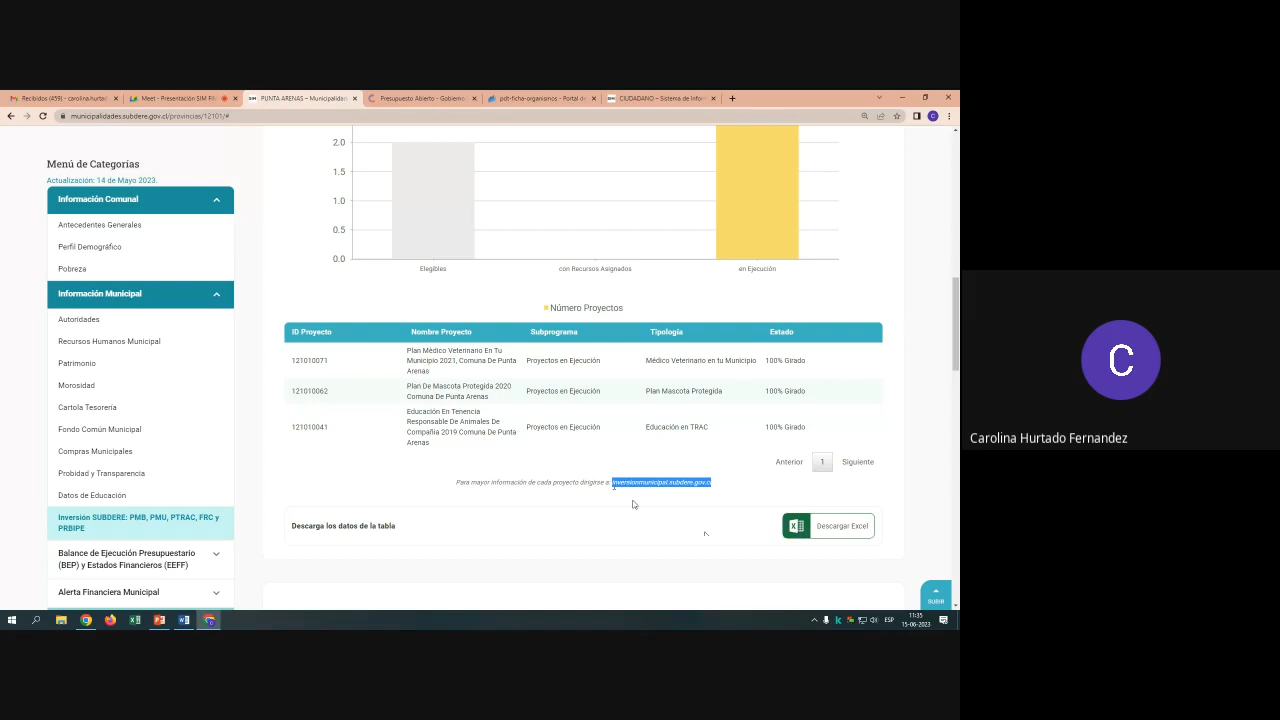 Recibidos (459) - carolina.hurtad
Meet - Presentación SIM FIM
PUNTA ARENAS – Municipalidad
Presupuesto Abierto - Gobierno
pdt-ficha-organismos - Portal de
CIUDADANO – Sistema de Infor
municipalidades.subdere.gov.cl/provincias/12101/#
Menú de Categorías
Actualización: 14 de Mayo 2023.
Información Comunal
Antecedentes Generales
Perfil Demográfico
Pobreza
Información Municipal
Autoridades
Recursos Humanos Municipal
Patrimonio
Morosidad
Cartola Tesorería
Fondo Común Municipal
Compras Municipales
Probidad y Transparencia
Datos de Educación
Inversión SUBDERE: PMB, PMU, PTRAC, FRC y
PRBIPE
Balance de Ejecución Presupuestario
(BEP) y Estados Financieros (EEFF)
Alerta Financiera Municipal
2.0
1.5
1.0
0.5
0.0
Elegibles
con Recursos Asignados
en Ejecución
Número Proyectos
ID Proyecto Nombre Proyecto Subprograma Tipología Estado
Plan Médico Veterinario En Tu
121010071 Municipio 2021, Comuna De Punta Proyectos en Ejecución Médico Veterinario en tu Municipio 100% Girado
Arenas
Plan De Mascota Protegida 2020
121010062 Proyectos en Ejecución Plan Mascota Protegida 100% Girado
Comuna De Punta Arenas
Educación En Tenencia
Responsable De Animales De
121010041 Proyectos en Ejecución Educación en TRAC 100% Girado
Compañía 2019 Comuna De Punta
Arenas
Anterior 1 Siguiente
Para mayor información de cada proyecto dirigirse a: inversionmunicipal.subdere.gov.cl
Descarga los datos de la tabla
Descargar Excel
SUBIR
ESP
11:35
15-06-2023
C
Carolina Hurtado Fernandez